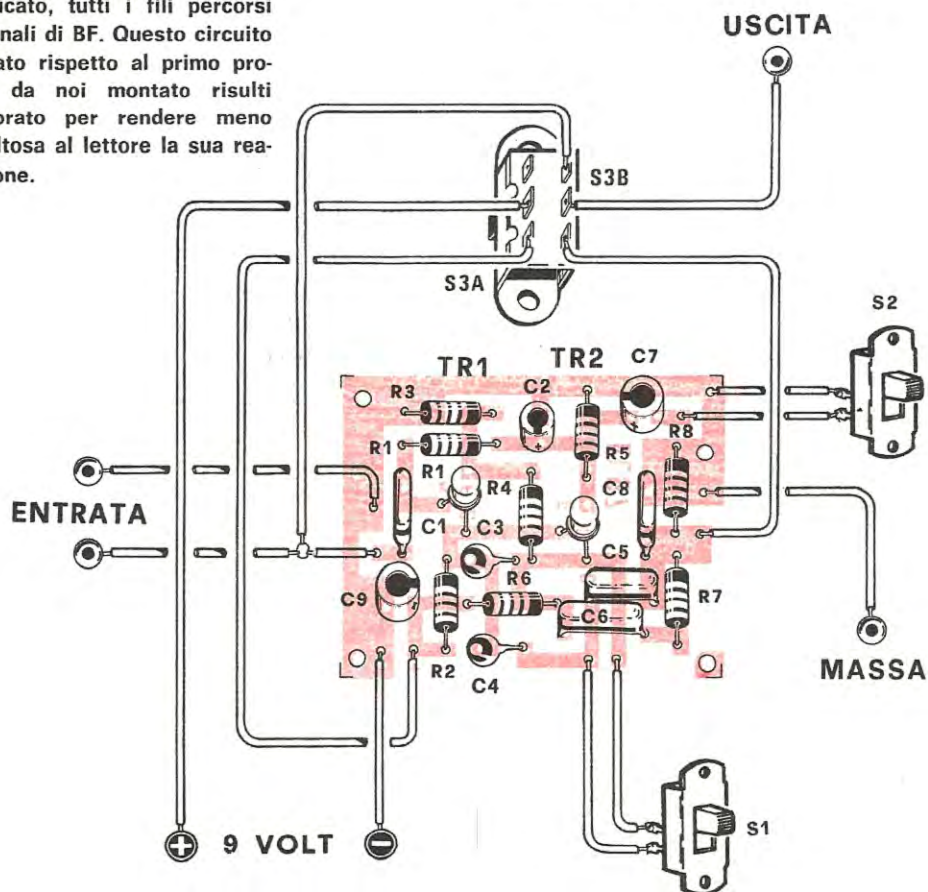 icato, tutti i fili percorsi
nali di BF. Questo circuito
ato rispetto al primo pro-
da noi montato risulti
orato per rendere meno
ltosa al lettore la sua rea-
one.
USCITA
S3B
S3A
S2
TR1
TR2
C7
R3
C2
R1
R5
R8
R1
R4
C8
ENTRATA
C1
C3
C5
C9
R6
C6
R7
R2
C4
MASSA
+ 9 VOLT −
S1